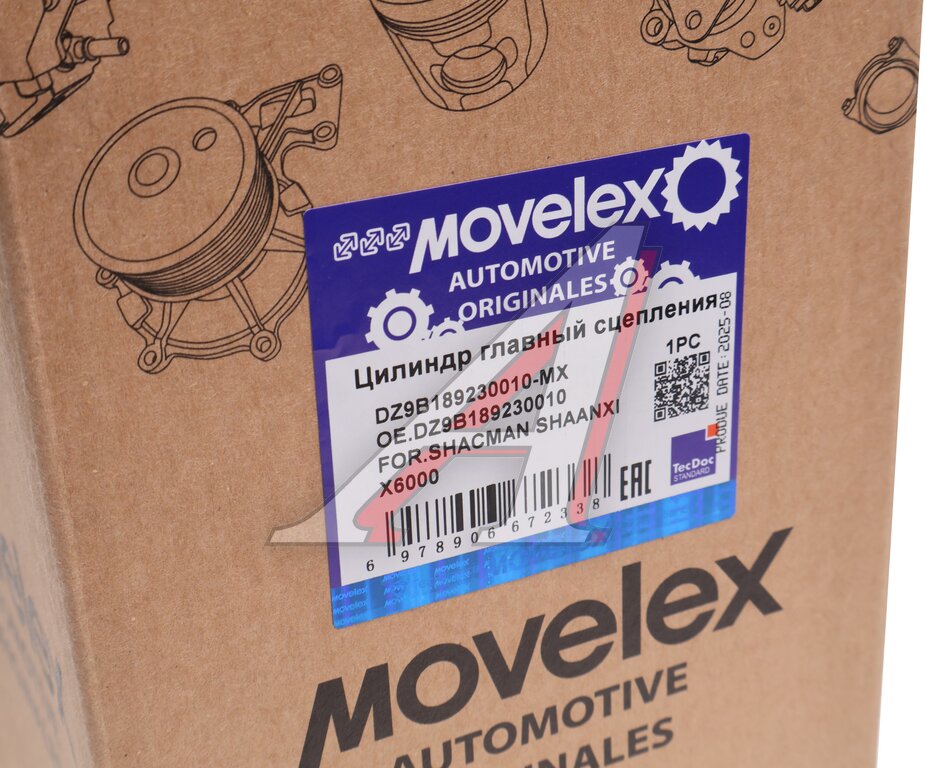 Movelex
AUTOMOTIVE
ORIGINALES
Цилиндр главный сцепления
DZ9B189230010-MX
OE.DZ9B189230010
FOR.SHACMAN SHAANXI
X6000
1PC
PRODUE DATE:2025-08
TecDoc
STANDARD
EAC
6 978906 672338
Movelex
Movelex
AUTOMOTIVE
ORIGINALES